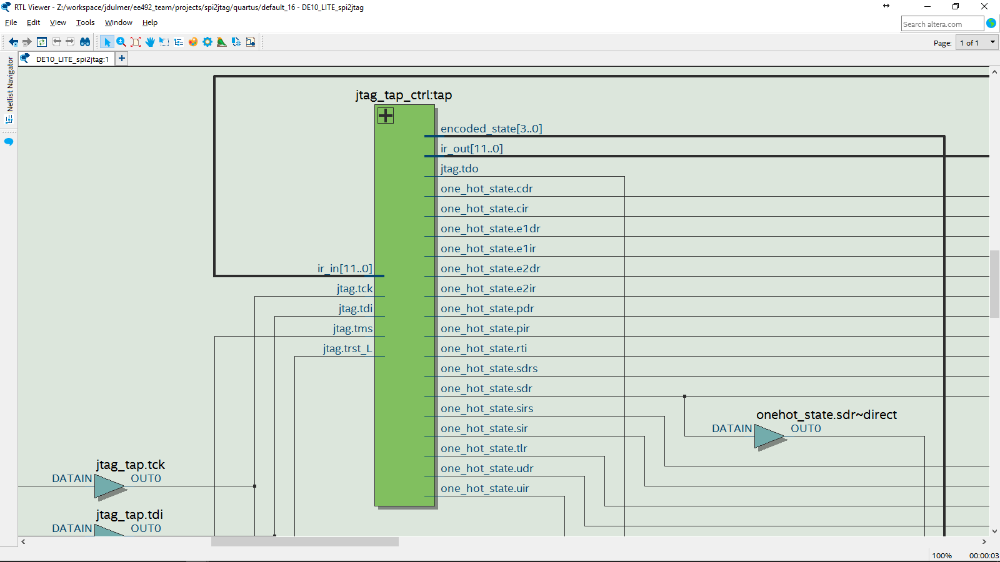 RTL Viewer - Z:/workspace/jdulmer/ee492_team/projects/spi2jtag/quartus/default_16 - DE10_LITE_spi2jtag
File Edit View Tools Window Help
Search altera.com
Page: 1 of 1
DE10_LITE_spi2jtag:1
Netlist Navigator
jtag_tap_ctrl:tap
encoded_state[3..0]
ir_out[11..0]
jtag.tdo
one_hot_state.cdr
one_hot_state.cir
one_hot_state.e1dr
one_hot_state.e1ir
ir_in[11..0]
one_hot_state.e2dr
jtag.tck
one_hot_state.e2ir
jtag.tdi
one_hot_state.pdr
jtag.tms
one_hot_state.pir
jtag.trst_L
one_hot_state.rti
one_hot_state.sdrs
one_hot_state.sdr
one_hot_state.sirs
onehot_state.sdr~direct
one_hot_state.sir
DATAIN OUT0
one_hot_state.tlr
jtag_tap.tck
one_hot_state.udr
DATAIN OUT0
one_hot_state.uir
jtag_tap.tdi
DATAIN OUT0
100% 00:00:03